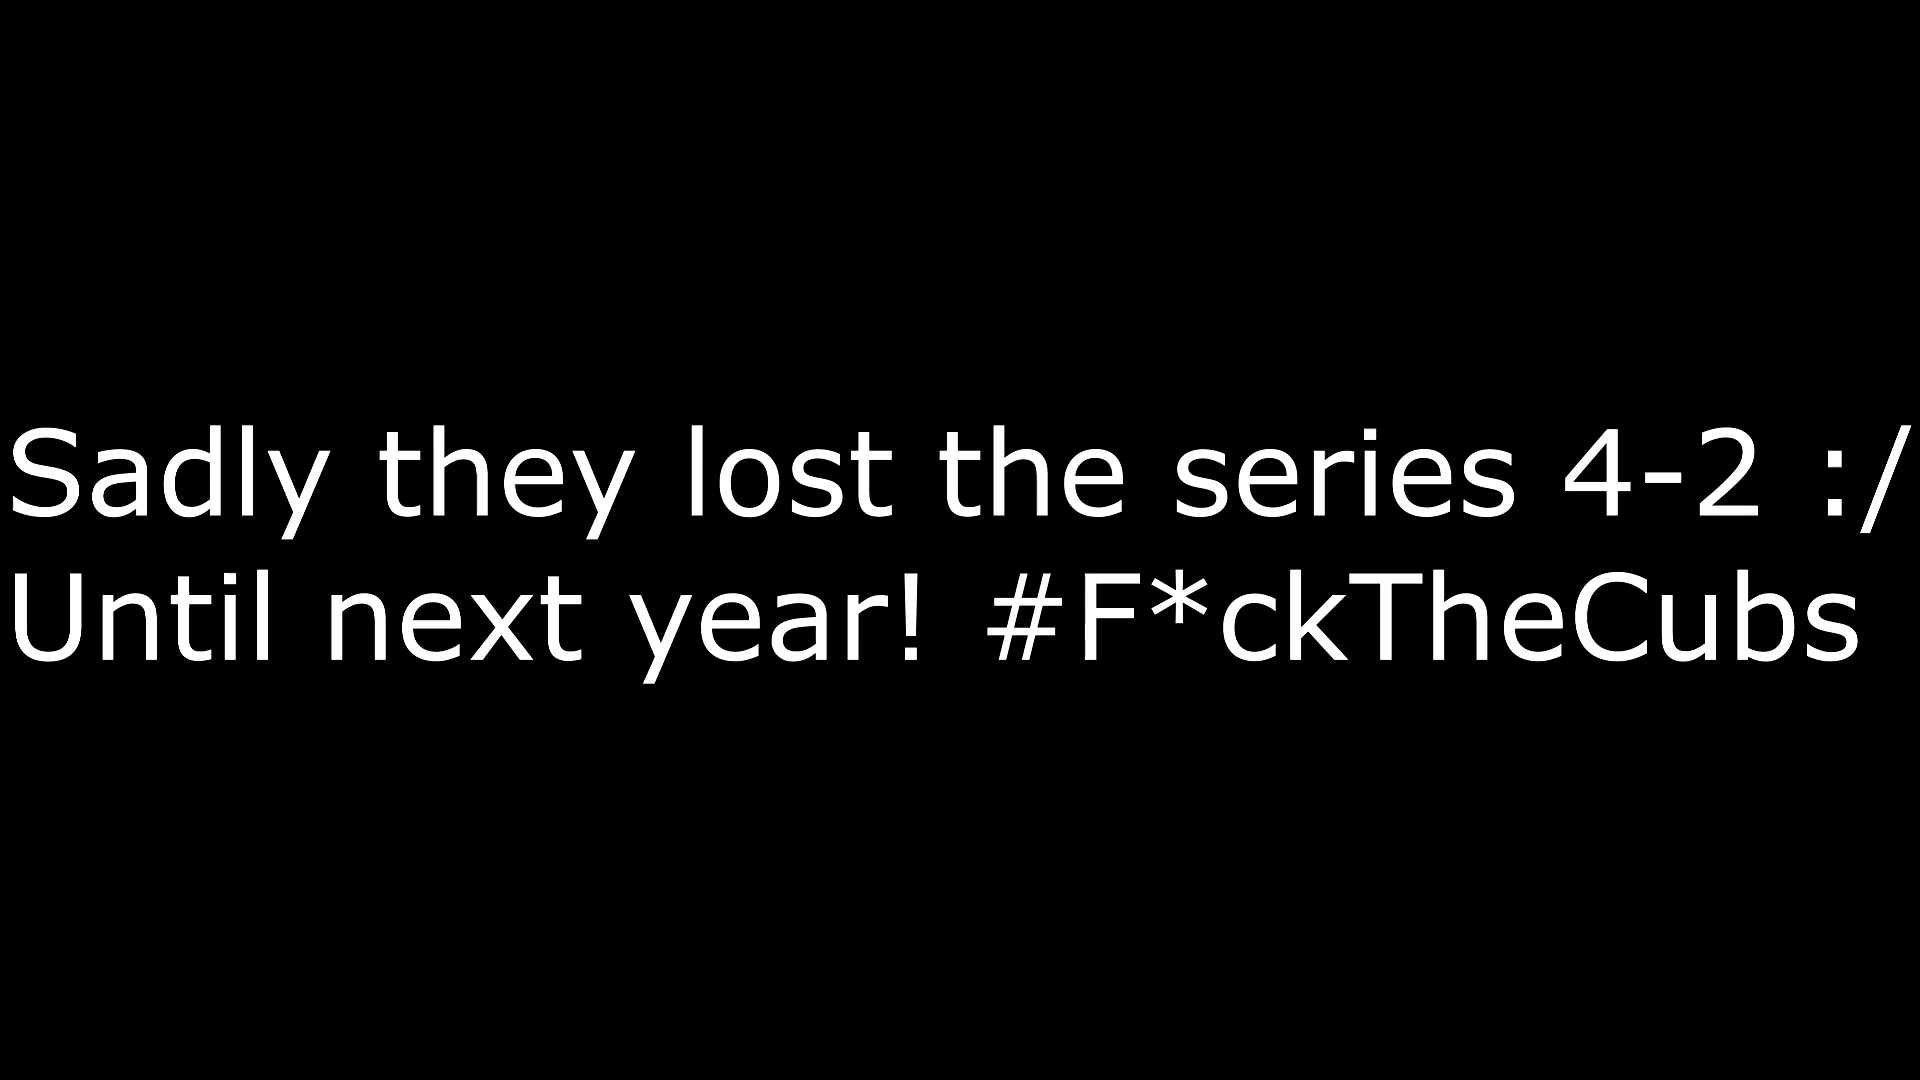 Sadly they lost the series 4-2 :/
Until next year! #F*ckTheCubs